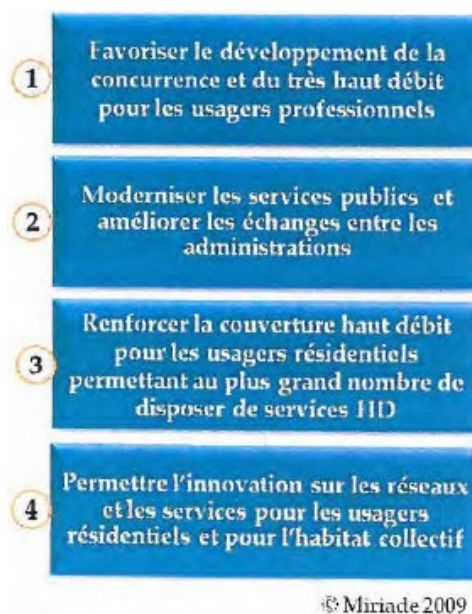 1
Favoriser le développement de la
concurrence et du très haut débit
pour les usagers professionnels
2
Moderniser les services publics et
améliorer les échanges entre les
administrations
3
Renforcer la couverture haut débit
pour les usagers résidentiels
permettant au plus grand nombre de
disposer de services HD
4
Permettre l'innovation sur les réseaux
et les services pour les usagers
résidentiels et pour l'habitat collectif
© Miriade 2009